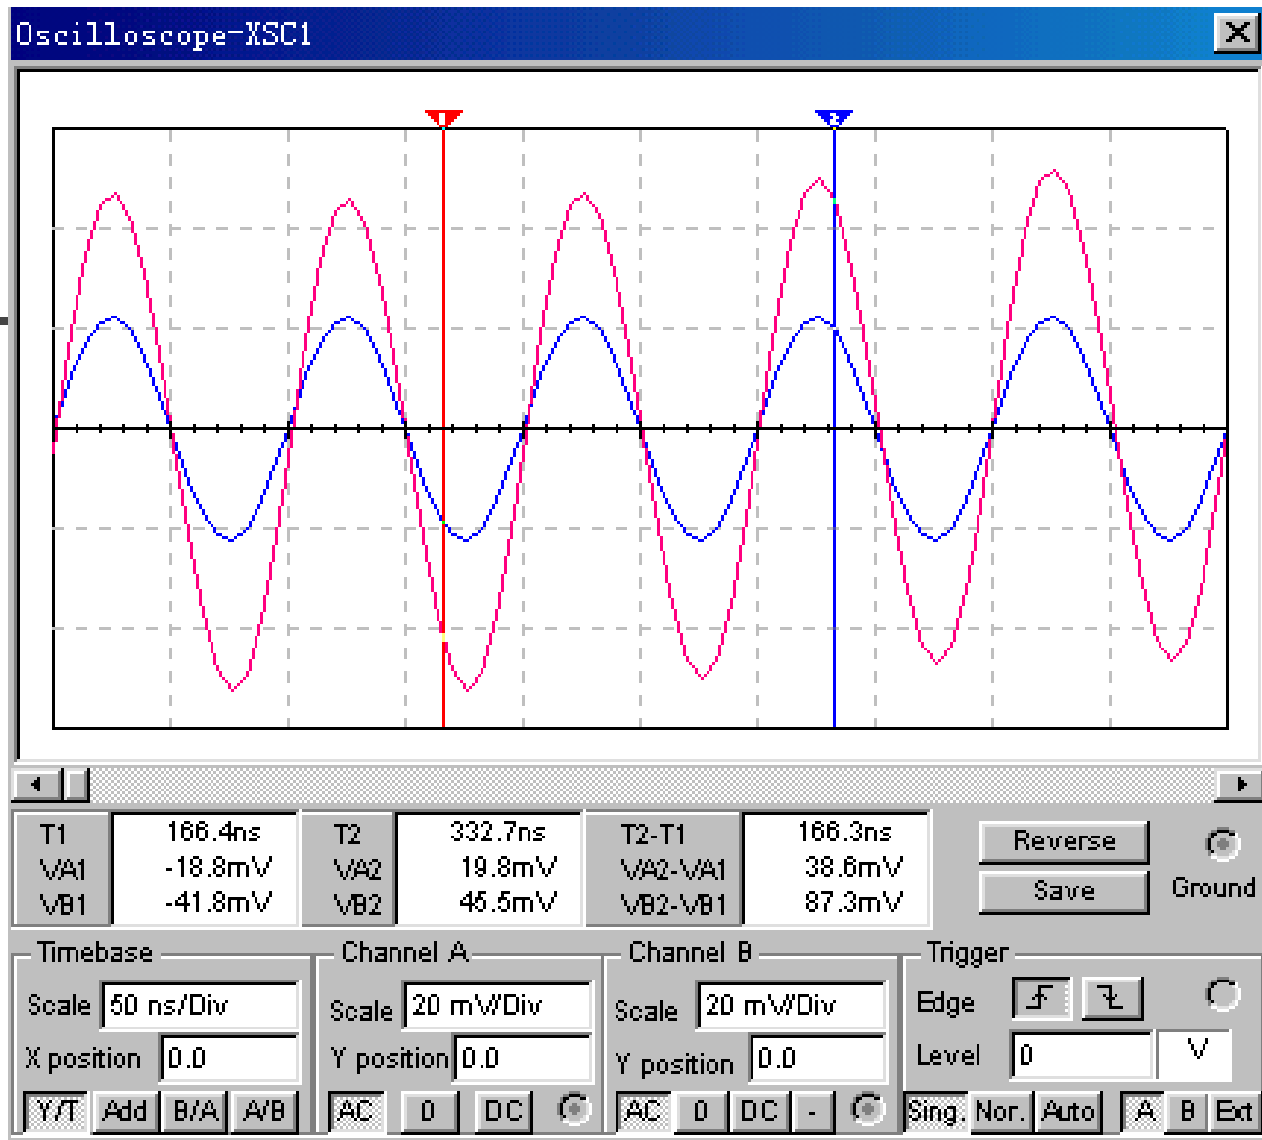 Oscilloscope-XSC1
1
2
T1 166.4ns T2 332.7ns T2-T1 166.3ns
VA1 -18.8mV VA2 19.8mV VA2-VA1 38.6mV
VB1 -41.8mV VB2 45.5mV VB2-VB1 87.3mV
Reverse
Save
Ground
Timebase
Scale 50 ns/Div
X position 0.0
Y/T Add B/A A/B
Channel A
Scale 20 mV/Div
Y position 0.0
AC 0 DC
Channel B
Scale 20 mV/Div
Y position 0.0
AC 0 DC -
Trigger
Edge
Level 0 V
Sing. Nor. Auto A B Ext